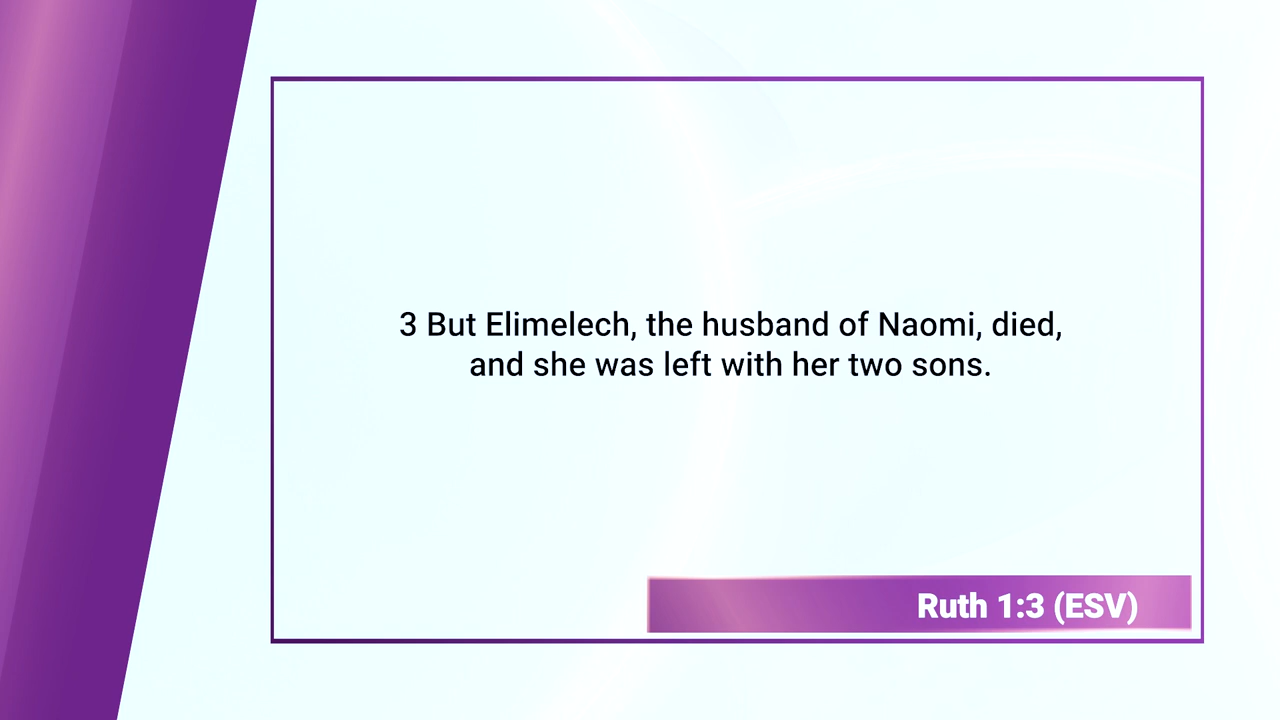 3 But Elimelech, the husband of Naomi, died,
and she was left with her two sons.
Ruth 1:3 (ESV)